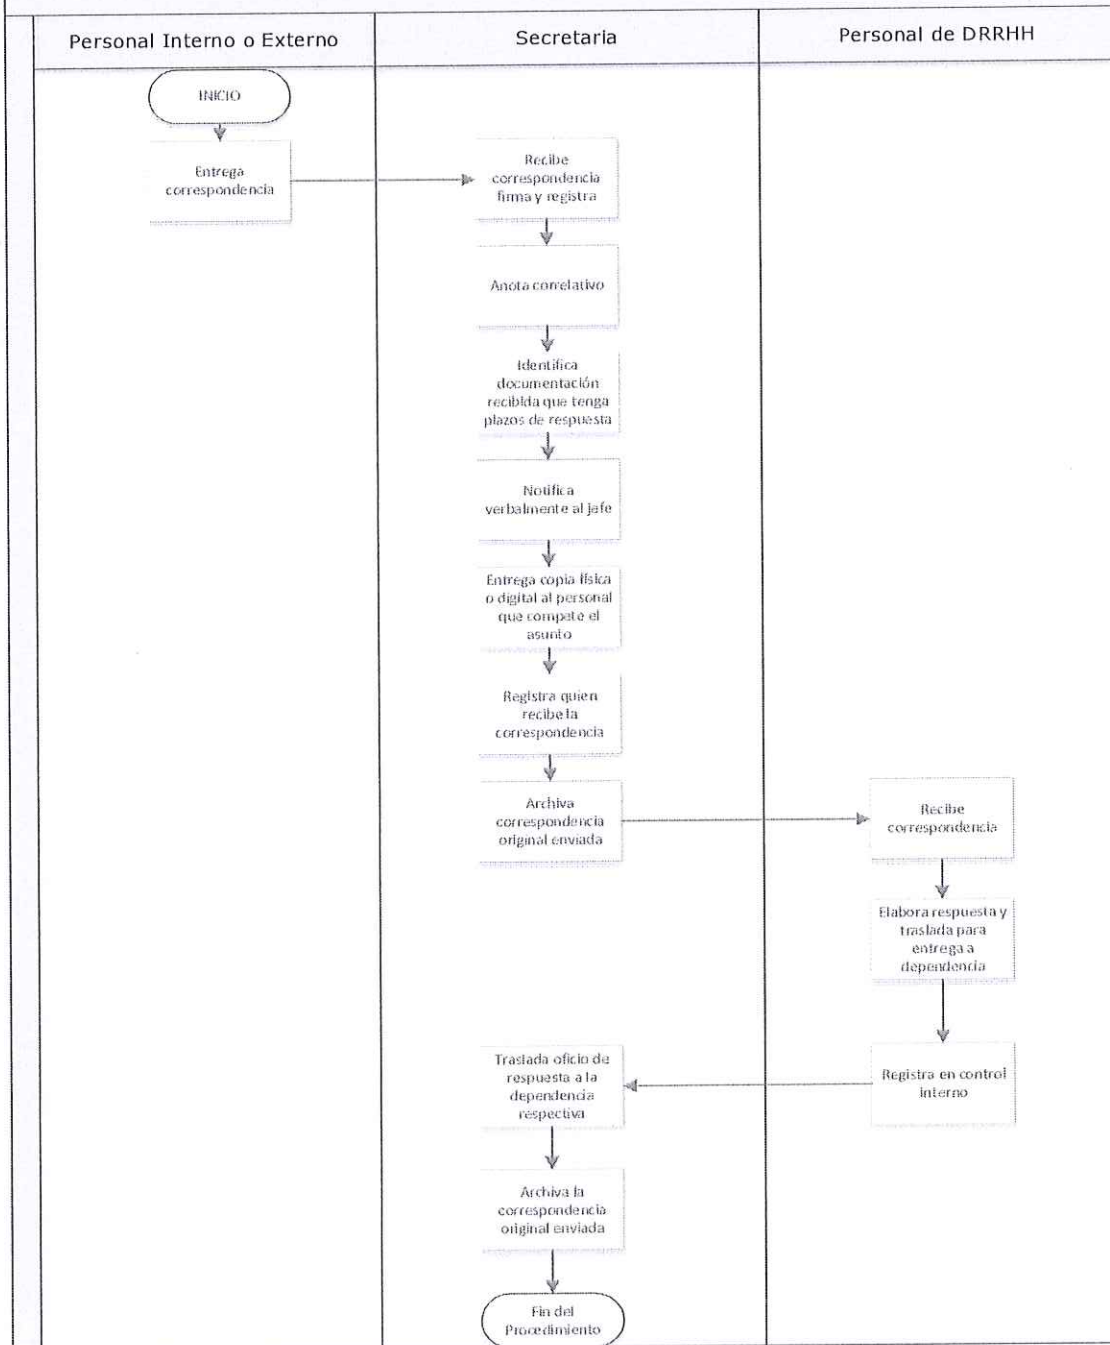 Personal Interno o Externo
Secretaria
Personal de DRRHH
INICIO
Entrega
correspondencia
Recibe
correspondencia
firma y registra
Anota correlativo
Identifica
documentación
recibida que tenga
plazos de respuesta
Notifica
verbalmente al jefe
Entrega copia física
o digital al personal
que compete el
asunto
Registra quien
recibe la
correspondencia
Archiva
correspondencia
original enviada
Recibe
correspondencia
Elabora respuesta y
traslada para
entrega a
dependencia
Registra en control
interno
Traslada oficio de
respuesta a la
dependencia
respectiva
Archiva la
correspondencia
original enviada
Fin del
Procedimiento